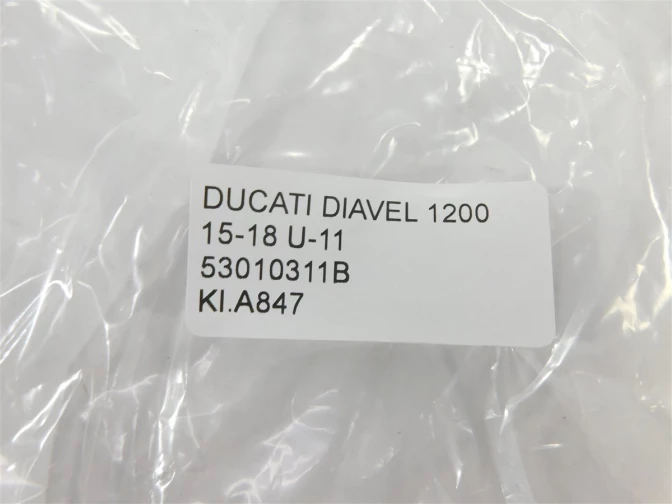 DUCATI DIAVEL 1200
15-18 U-11
53010311B
KI.A847